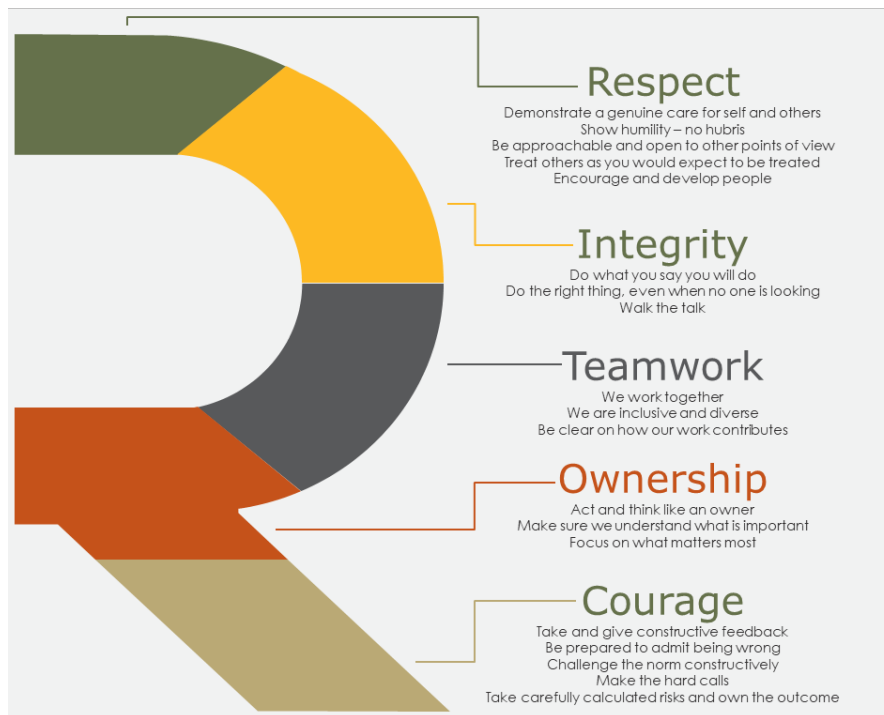 Respect
Demonstrate a genuine care for self and others
Show humility – no hubris
Be approachable and open to other points of view
Treat others as you would expect to be treated
Encourage and develop people
Integrity
Do what you say you will do
Do the right thing, even when no one is looking
Walk the talk
Teamwork
We work together
We are inclusive and diverse
Be clear on how our work contributes
Ownership
Act and think like an owner
Make sure we understand what is important
Focus on what matters most
Courage
Take and give constructive feedback
Be prepared to admit being wrong
Challenge the norm constructively
Make the hard calls
Take carefully calculated risks and own the outcome